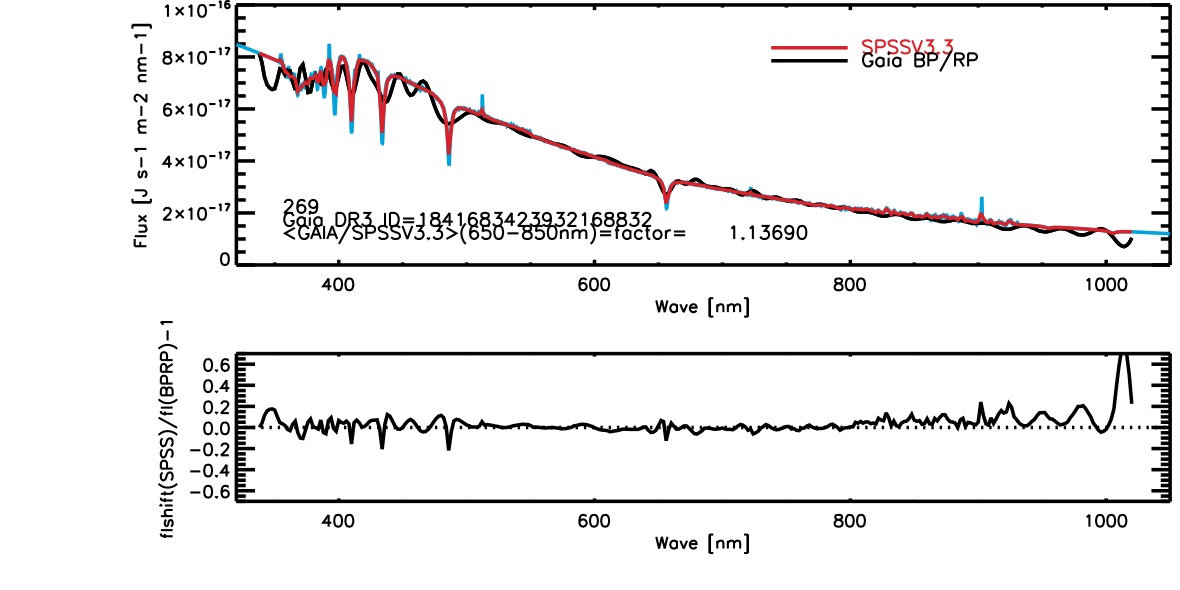 1×10−16
8×10−17
6×10−17
4×10−17
2×10−17
0
Flux [J s−1 m−2 nm−1]
SPSSV3.3
Gaia BP/RP
269
Gaia DR3 ID=1841683423932168832
<GAIA/SPSSV3.3>(650−850nm)=factor= 1.13690
400 600 800 1000
Wave [nm]
flshift(SPSS)/fl(BPRP)−1
0.6
0.4
0.2
0.0
−0.2
−0.4
−0.6
400 600 800 1000
Wave [nm]